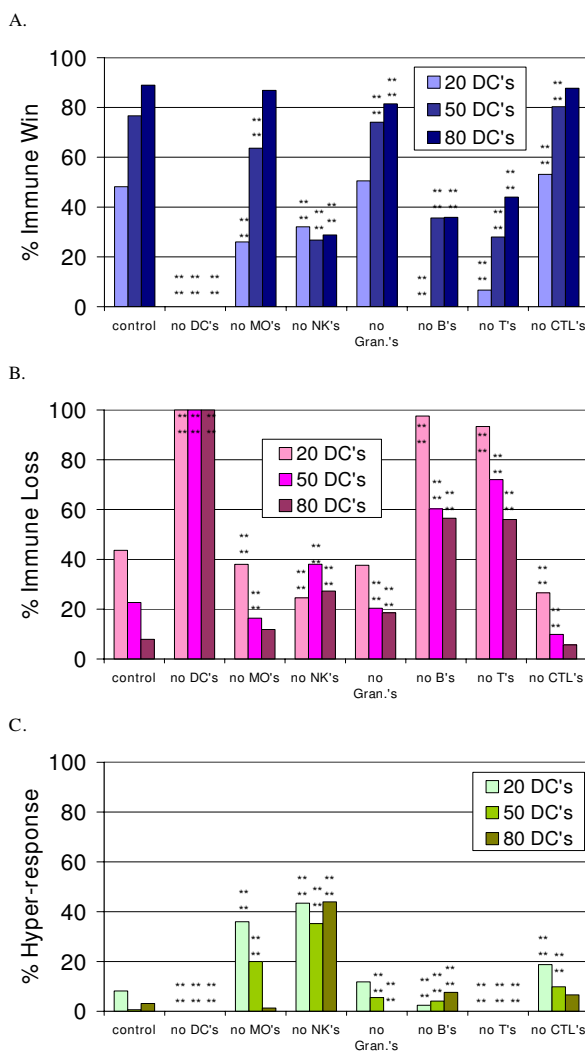 A.
% Immune Win
100
80
60
40
20
0
20 DC's
50 DC's
80 DC's
control no DC's no MO's no NK's no Gran.'s no B's no T's no CTL's
B.
% Immune Loss
100
80
60
40
20
0
20 DC's
50 DC's
80 DC's
control no DC's no MO's no NK's no Gran.'s no B's no T's no CTL's
C.
% Hyper-response
100
80
60
40
20
0
20 DC's
50 DC's
80 DC's
control no DC's no MO's no NK's no Gran.'s no B's no T's no CTL's